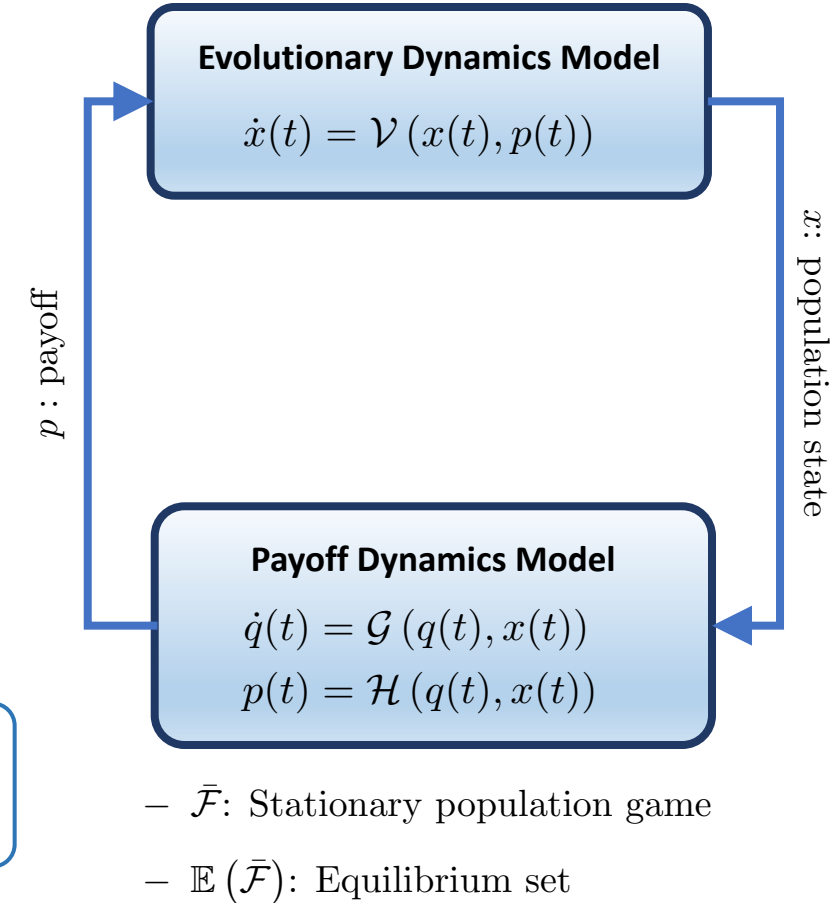 Evolutionary Dynamics Model
ẋ(t) = 𝒱 (x(t), p(t))
p : payoff
x: population state
Payoff Dynamics Model
q̇(t) = 𝒢 (q(t), x(t))
p(t) = ℋ (q(t), x(t))
– ℱ̄: Stationary population game
– 𝔼 (ℱ̄): Equilibrium set